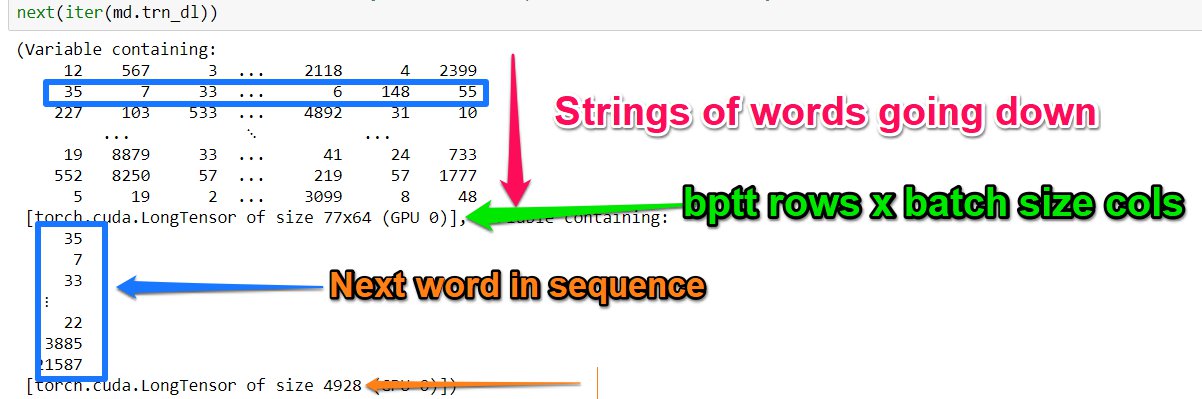 next(iter(md.trn_dl))
(Variable containing:
12 567 3 ... 2118 4 2399
35 7 33 ... 6 148 55
227 103 533 ... 4892 31 10
... ⋱ ...
19 8879 33 ... 41 24 733
552 8250 57 ... 219 57 1777
5 19 2 ... 3099 8 48
[torch.cuda.LongTensor of size 77x64 (GPU 0)], containing:
Strings of words going down
bptt rows x batch size cols
35
7
33
⋮
22
3885
21587
Next word in sequence
[torch.cuda.LongTensor of size 4928 (GPU 0)])